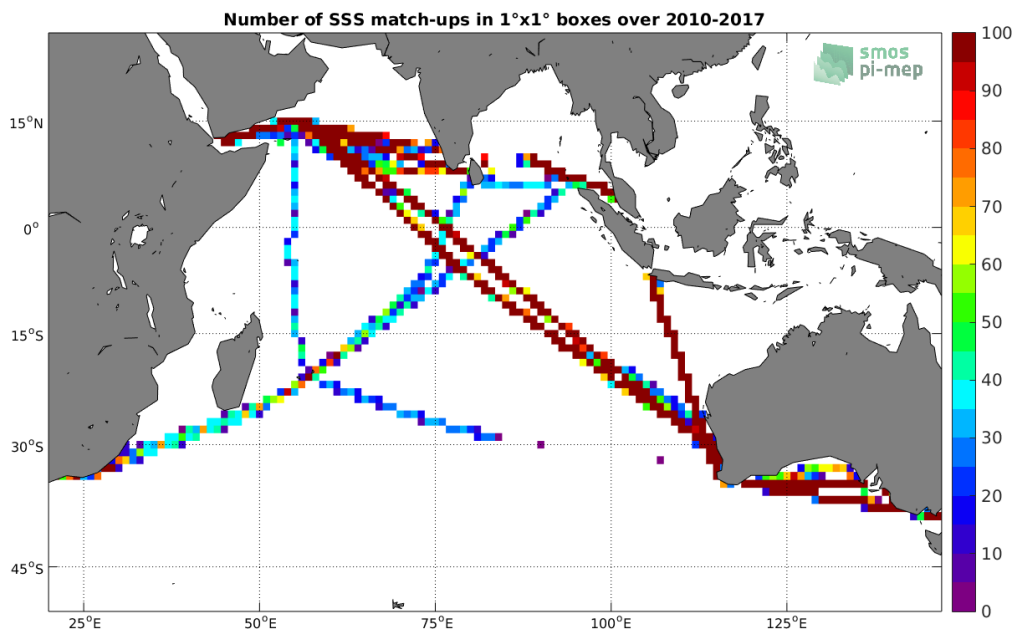 Number of SSS match-ups in 1°x1° boxes over 2010-2017
smos
pi-mep
100
90
80
70
60
50
40
30
20
10
0
15°N
0°
15°S
30°S
45°S
25°E
50°E
75°E
100°E
125°E